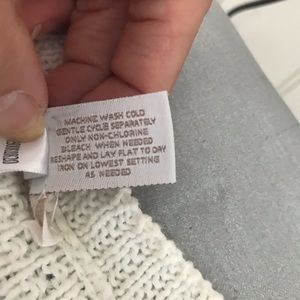 MACHINE WASH COLD
GENTLE CYCLE SEPARATELY
ONLY NON-CHLORINE
BLEACH WHEN NEEDED
RESHAPE AND LAY FLAT TO DRY
IRON ON LOWEST SETTING
AS NEEDED